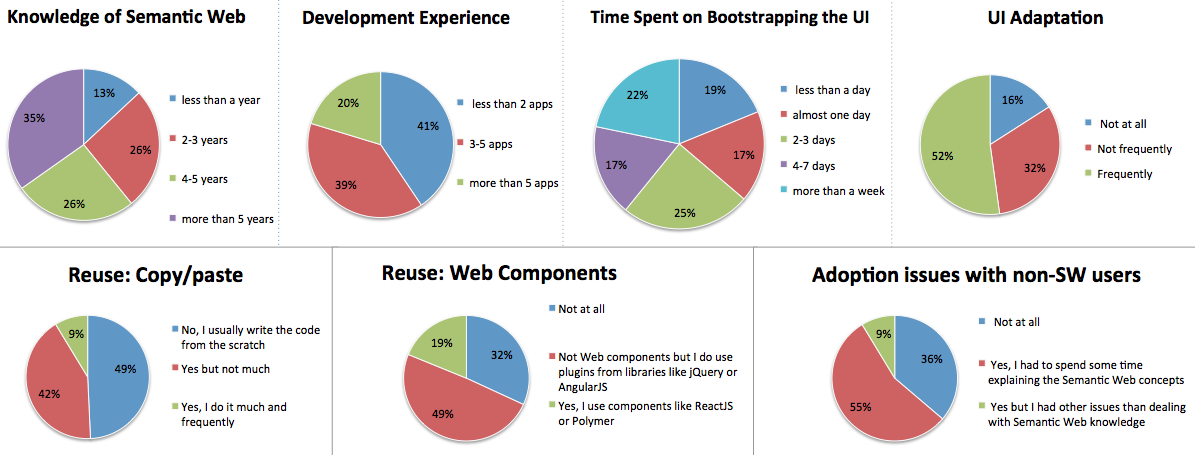 Knowledge of Semantic Web
13%
26%
26%
35%
less than a year
2-3 years
4-5 years
more than 5 years
Development Experience
41%
39%
20%
less than 2 apps
3-5 apps
more than 5 apps
Time Spent on Bootstrapping the UI
19%
17%
25%
17%
22%
less than a day
almost one day
2-3 days
4-7 days
more than a week
UI Adaptation
16%
32%
52%
Not at all
Not frequently
Frequently
Reuse: Copy/paste
49%
42%
9%
No, I usually write the code
from the scratch
Yes but not much
Yes, I do it much and
frequently
Reuse: Web Components
32%
49%
19%
Not at all
Not Web components but I do use
plugins from libraries like jQuery or
AngularJS
Yes, I use components like ReactJS
or Polymer
Adoption issues with non-SW users
36%
55%
9%
Not at all
Yes, I had to spend some time
explaining the Semantic Web concepts
Yes but I had other issues than dealing
with Semantic Web knowledge